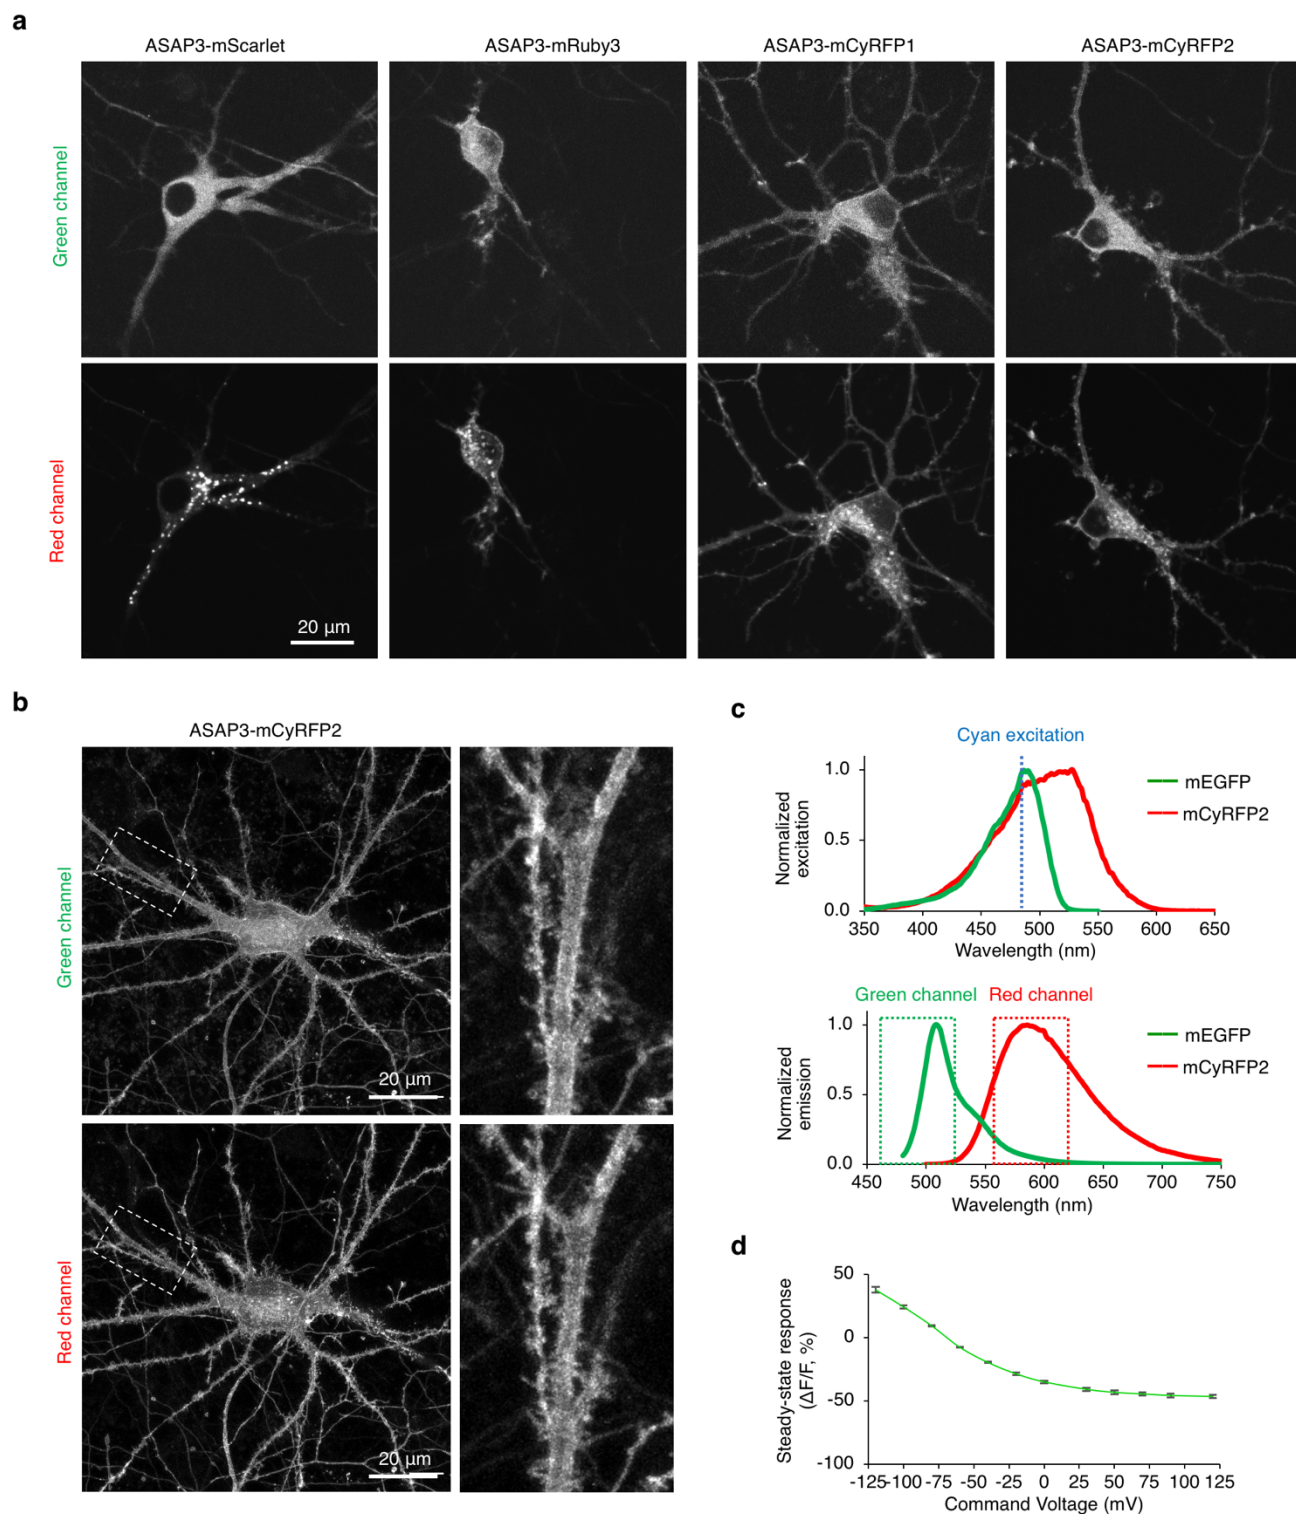 a
ASAP3-mScarlet
ASAP3-mRuby3
ASAP3-mCyRFP1
ASAP3-mCyRFP2
Green channel
Red channel
20 µm
b
ASAP3-mCyRFP2
Green channel
20 µm
Red channel
20 µm
c
Cyan excitation
Normalized
excitation
1.0
0.5
0.0
350 400 450 500 550 600 650
Wavelength (nm)
mEGFP
mCyRFP2
Green channel Red channel
Normalized
emission
1.0
0.5
0.0
450 500 550 600 650 700 750
Wavelength (nm)
mEGFP
mCyRFP2
d
Steady-state response
(ΔF/F, %)
50
0
-50
-100
-125 -100 -75 -50 -25 0 25 50 75 100 125
Command Voltage (mV)